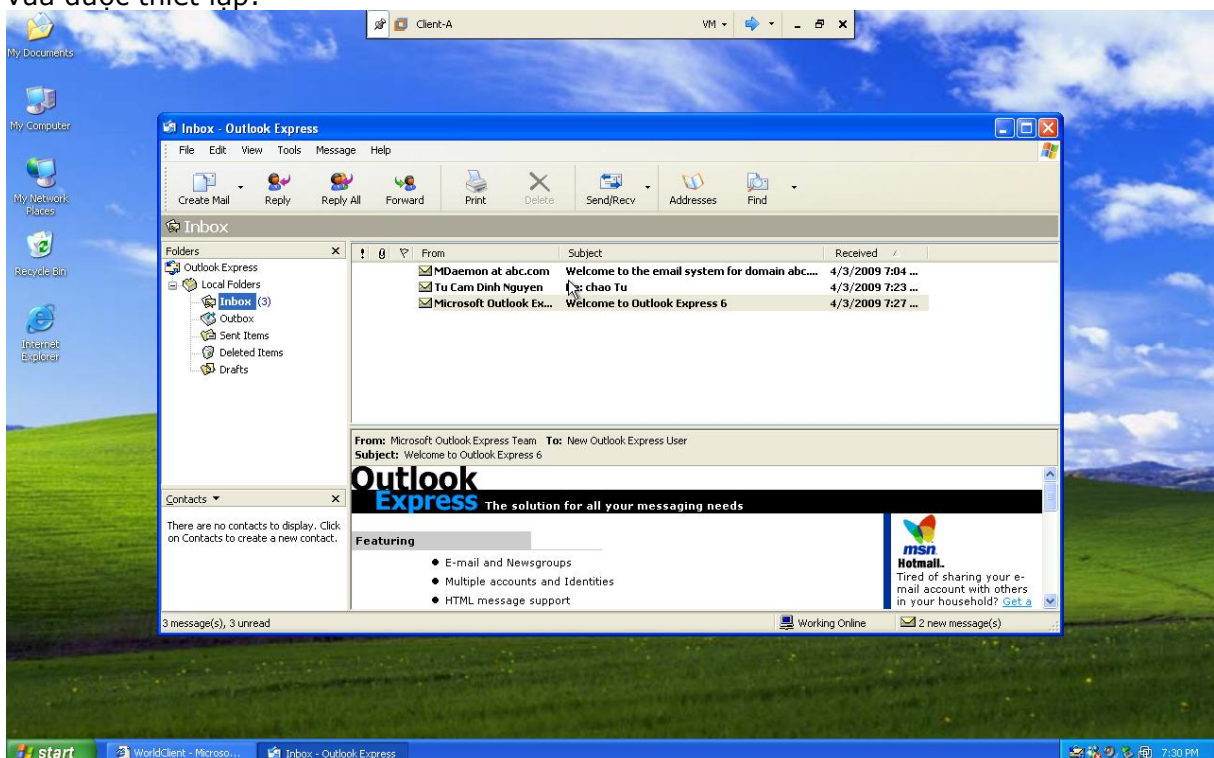 vừa được thiết lập.
Client-A
VM
My Documents
My Computer
My Network
Places
Recycle Bin
Internet
Explorer
Inbox - Outlook Express
File Edit View Tools Message Help
Create Mail Reply Reply All Forward Print Delete Send/Recv Addresses Find
Inbox
Folders
Outlook Express
Local Folders
Inbox (3)
Outbox
Sent Items
Deleted Items
Drafts
! From Subject Received
MDaemon at abc.com Welcome to the email system for domain abc.... 4/3/2009 7:04 ...
Tu Cam Dinh Nguyen : chao Tu 4/3/2009 7:23 ...
Microsoft Outlook Ex... Welcome to Outlook Express 6 4/3/2009 7:27 ...
From: Microsoft Outlook Express Team To: New Outlook Express User
Subject: Welcome to Outlook Express 6
Outlook
Express The solution for all your messaging needs
Featuring
● E-mail and Newsgroups
● Multiple accounts and Identities
● HTML message support
msn
Hotmail.
Tired of sharing your e-
mail account with others
in your household? Get a
Contacts
There are no contacts to display. Click
on Contacts to create a new contact.
3 message(s), 3 unread
Working Online
2 new message(s)
start
WorldClient - Microso...
Inbox - Outlook Express
7:30 PM